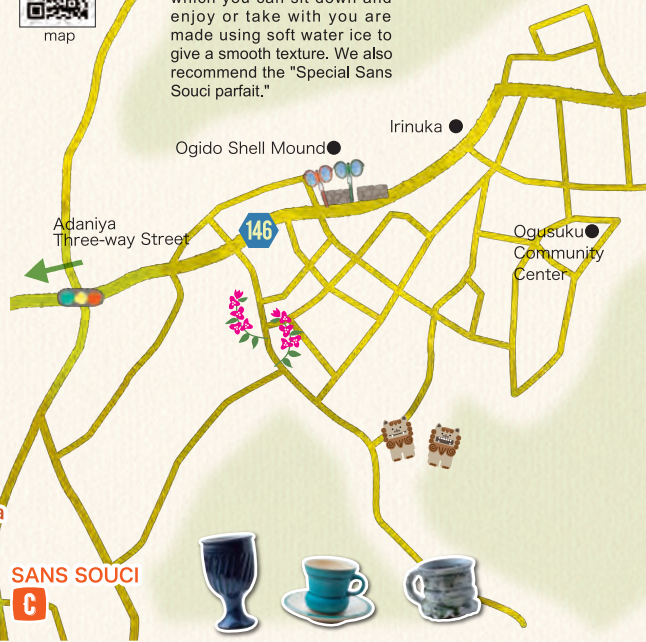 map
which you can sit down and
enjoy or take with you are
made using soft water ice to
give a smooth texture. We also
recommend the "Special Sans
Souci parfait."
Irinuka
Ogido Shell Mound
146
Adaniya
Three-way Street
Ogusuku
Community
Center
a
SANS SOUCI
C